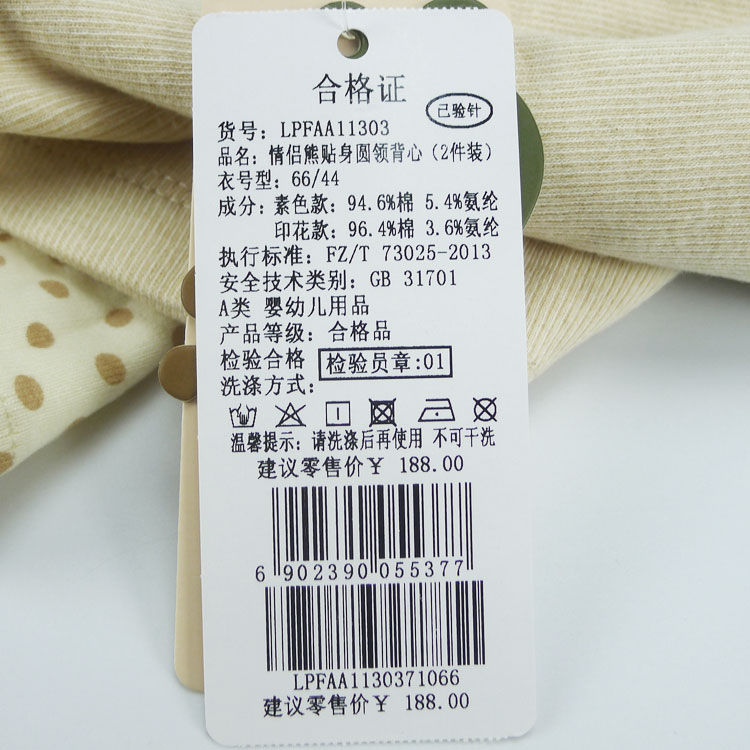 合格证
已验针
货号：LPFAA11303
品名：情侣熊贴身圆领背心（2件装）
衣号型：66/44
成分：素色款：94.6%棉 5.4%氨纶
印花款：96.4%棉 3.6%氨纶
执行标准：FZ/T 73025-2013
安全技术类别：GB 31701
A类 婴幼儿用品
产品等级：合格品
检验合格 检验员章:01
洗涤方式：
温馨提示：请洗涤后再使用 不可干洗
建议零售价￥ 188.00
6 902390 055377
LPFAA1130371066
建议零售价￥ 188.00